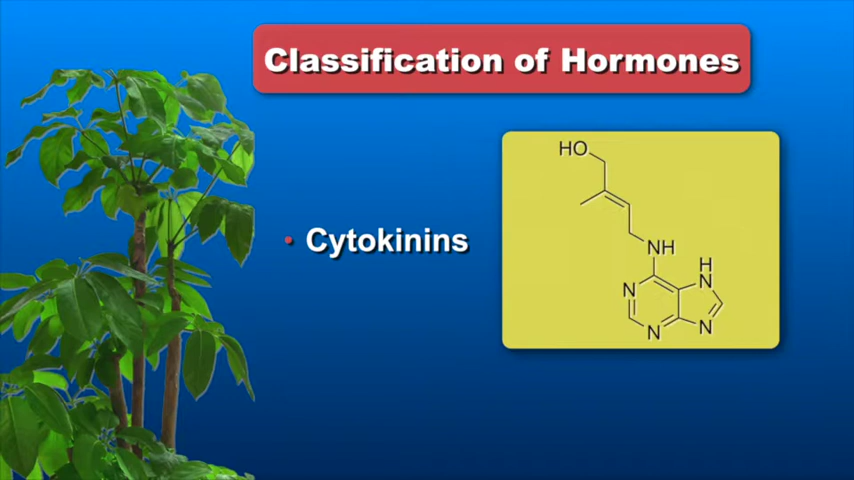 Classification of Hormones
HO
• Cytokinins
NH
H
N
N
N
N